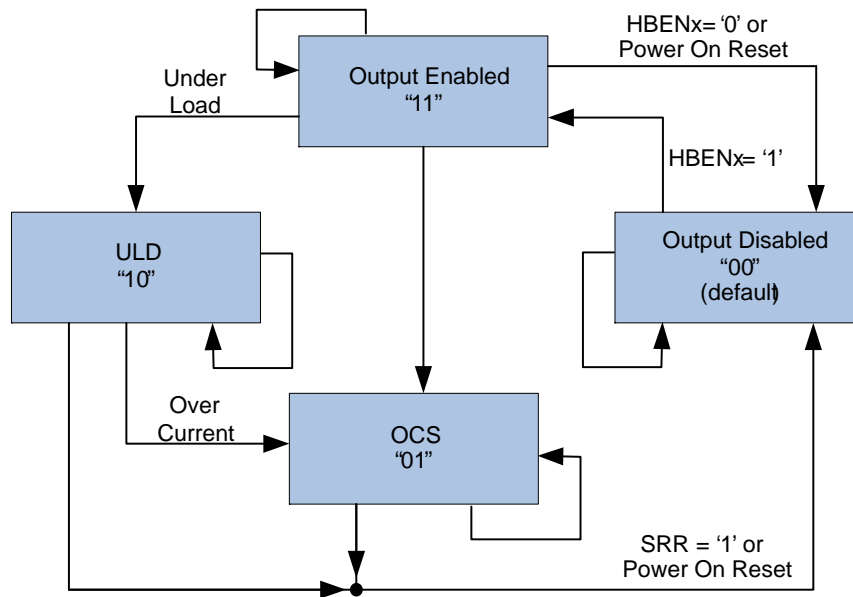 HBENx= ‘0’ or
Power On Reset
Output Enabled
“11”
Under
Load
HBENx= ‘1’
ULD
“10”
Output Disabled
“00”
(default)
Over
Current
OCS
“01”
SRR = ‘1’ or
Power On Reset